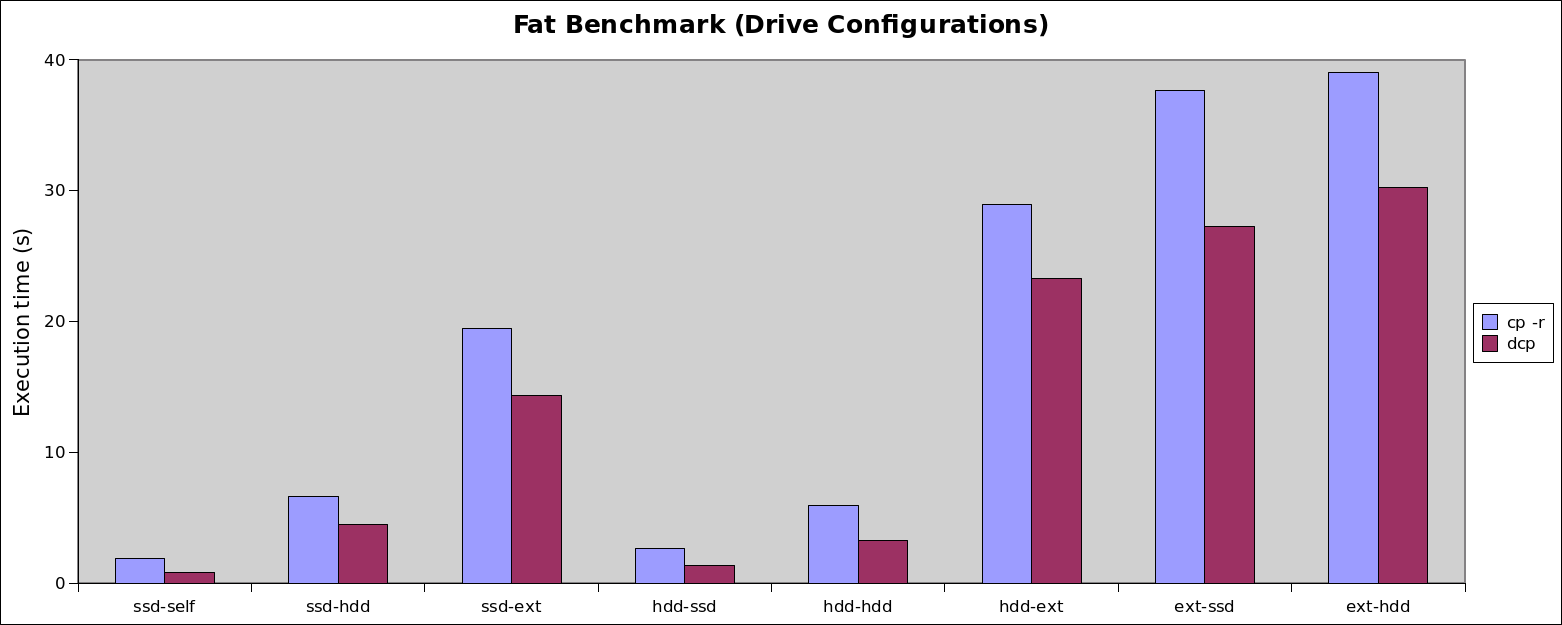 Fat Benchmark (Drive Configurations)
Execution time (s)
40
30
20
10
0
ssd-self ssd-hdd ssd-ext hdd-ssd hdd-hdd hdd-ext ext-ssd ext-hdd
cp -r
dcp